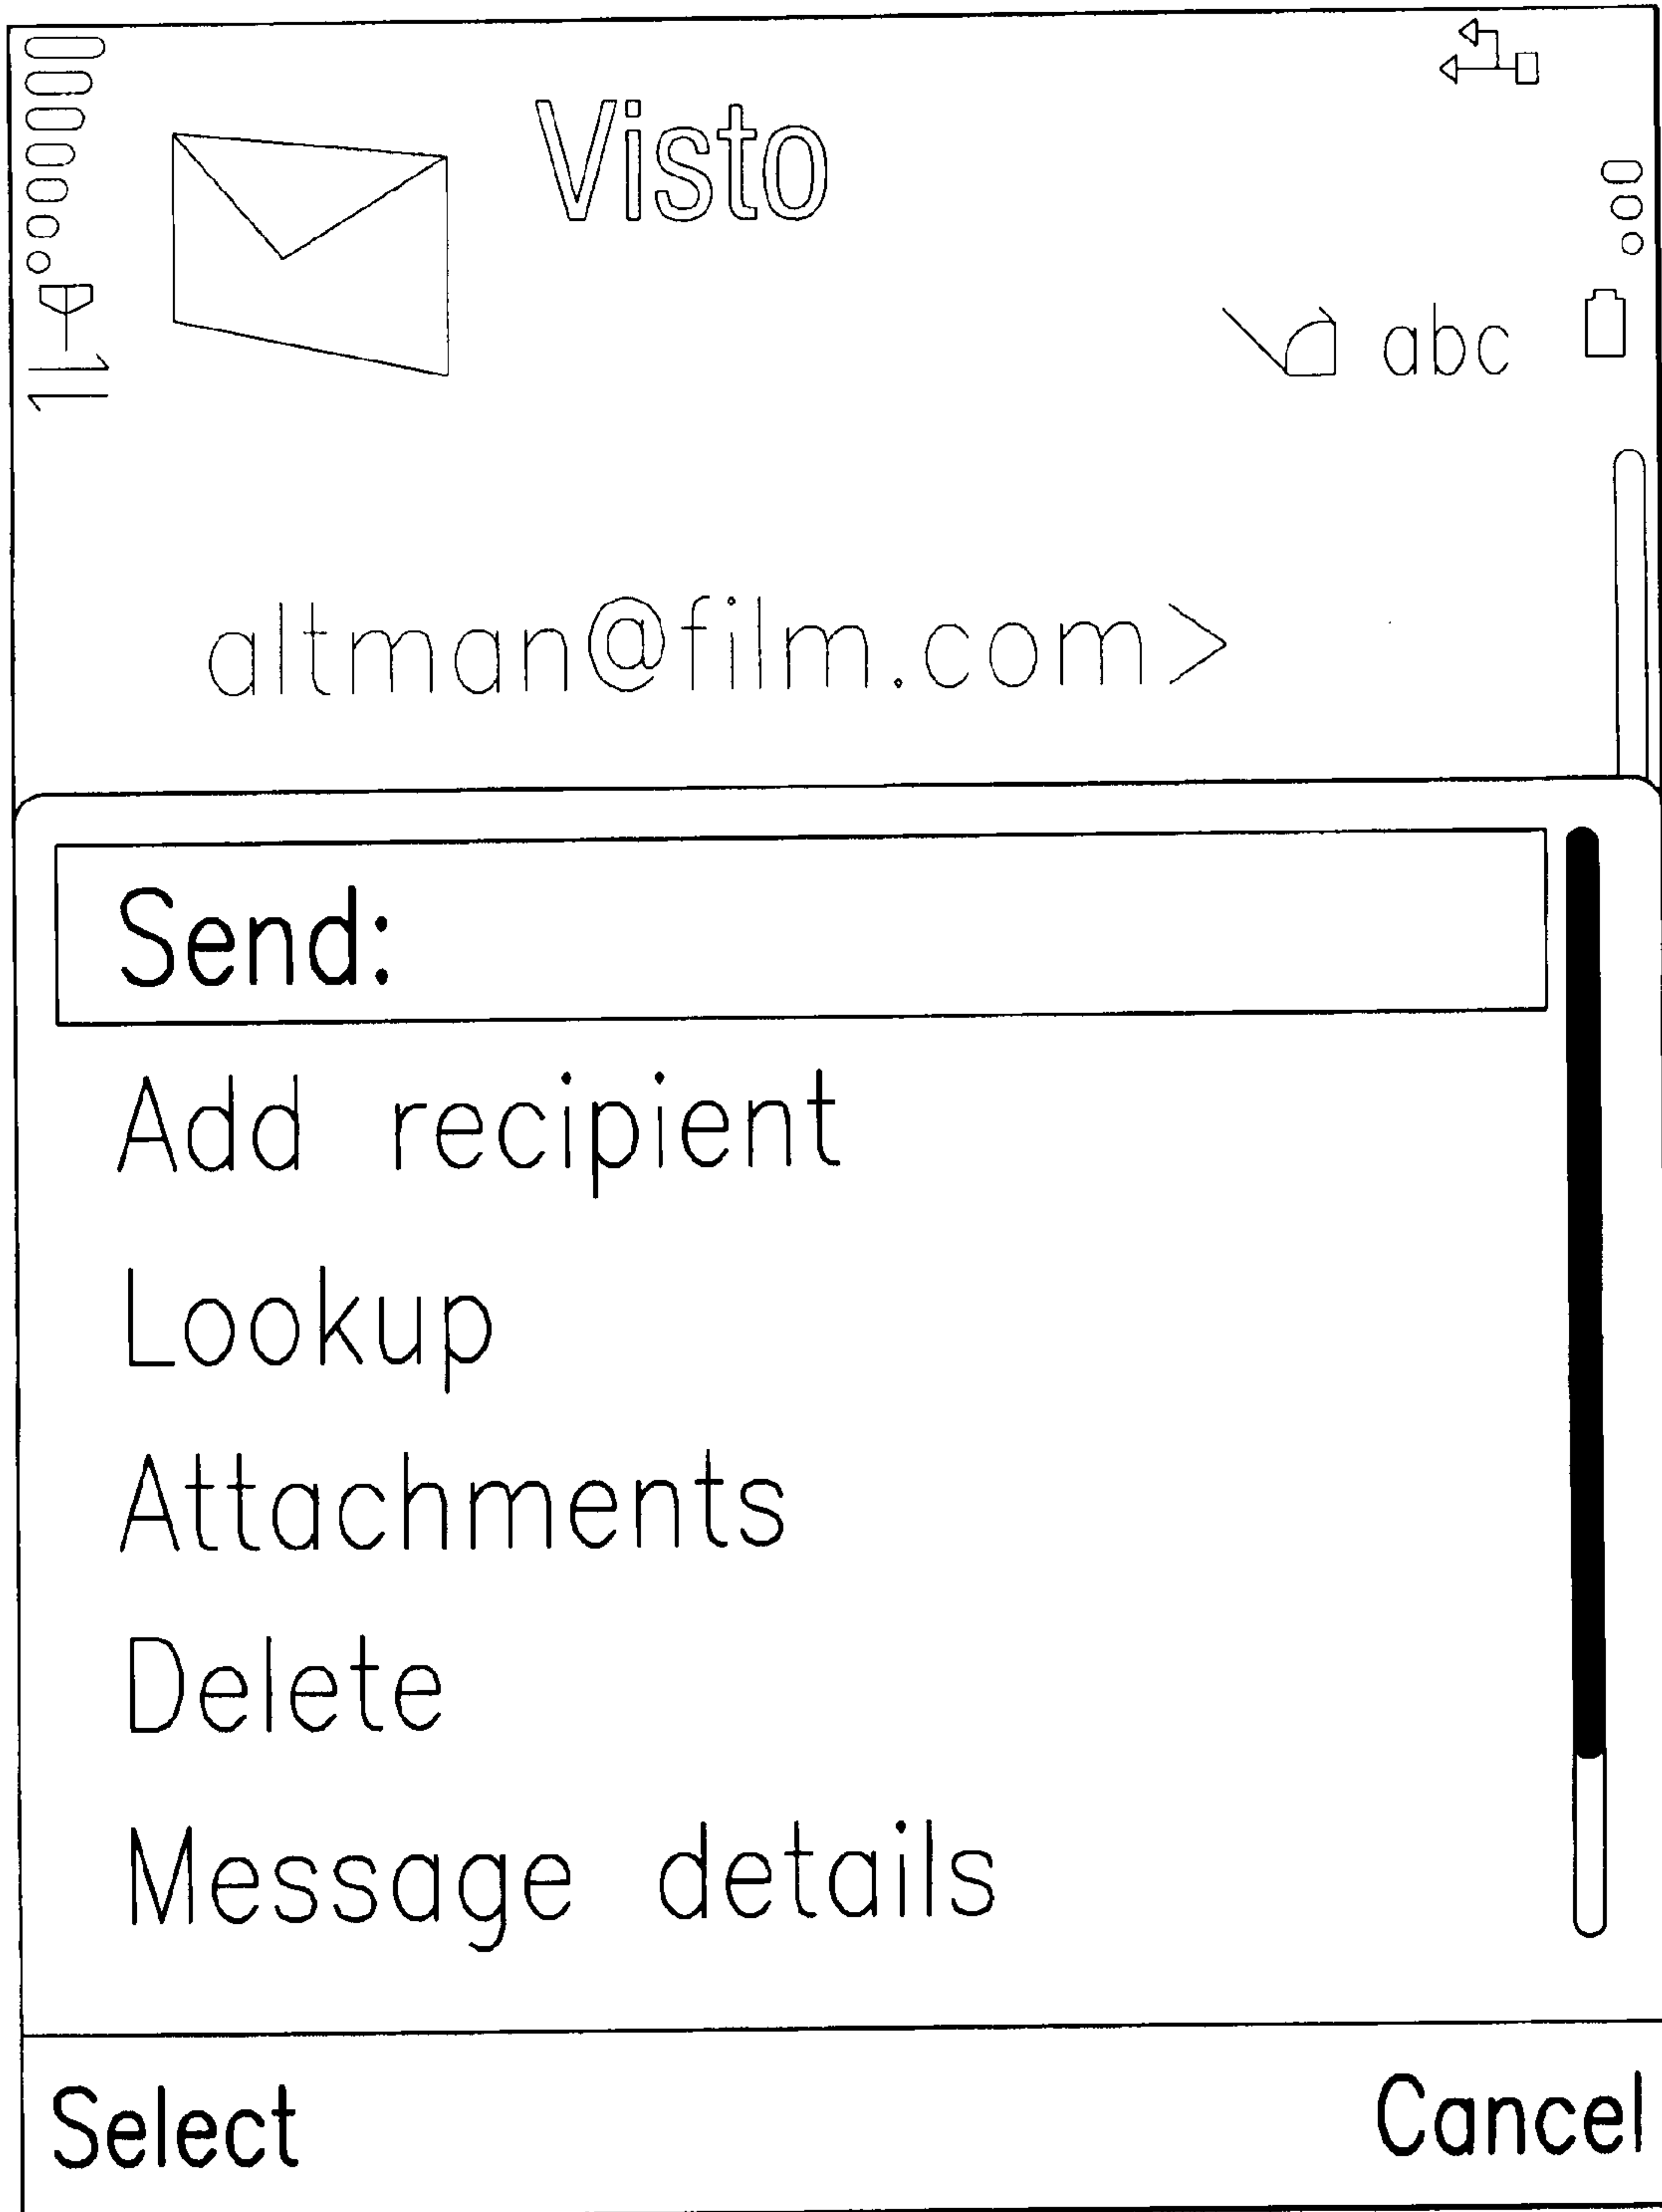 Visto
abc
altman@film.com>
Send:
Add recipient
Lookup
Attachments
Delete
Message details
Select
Cancel